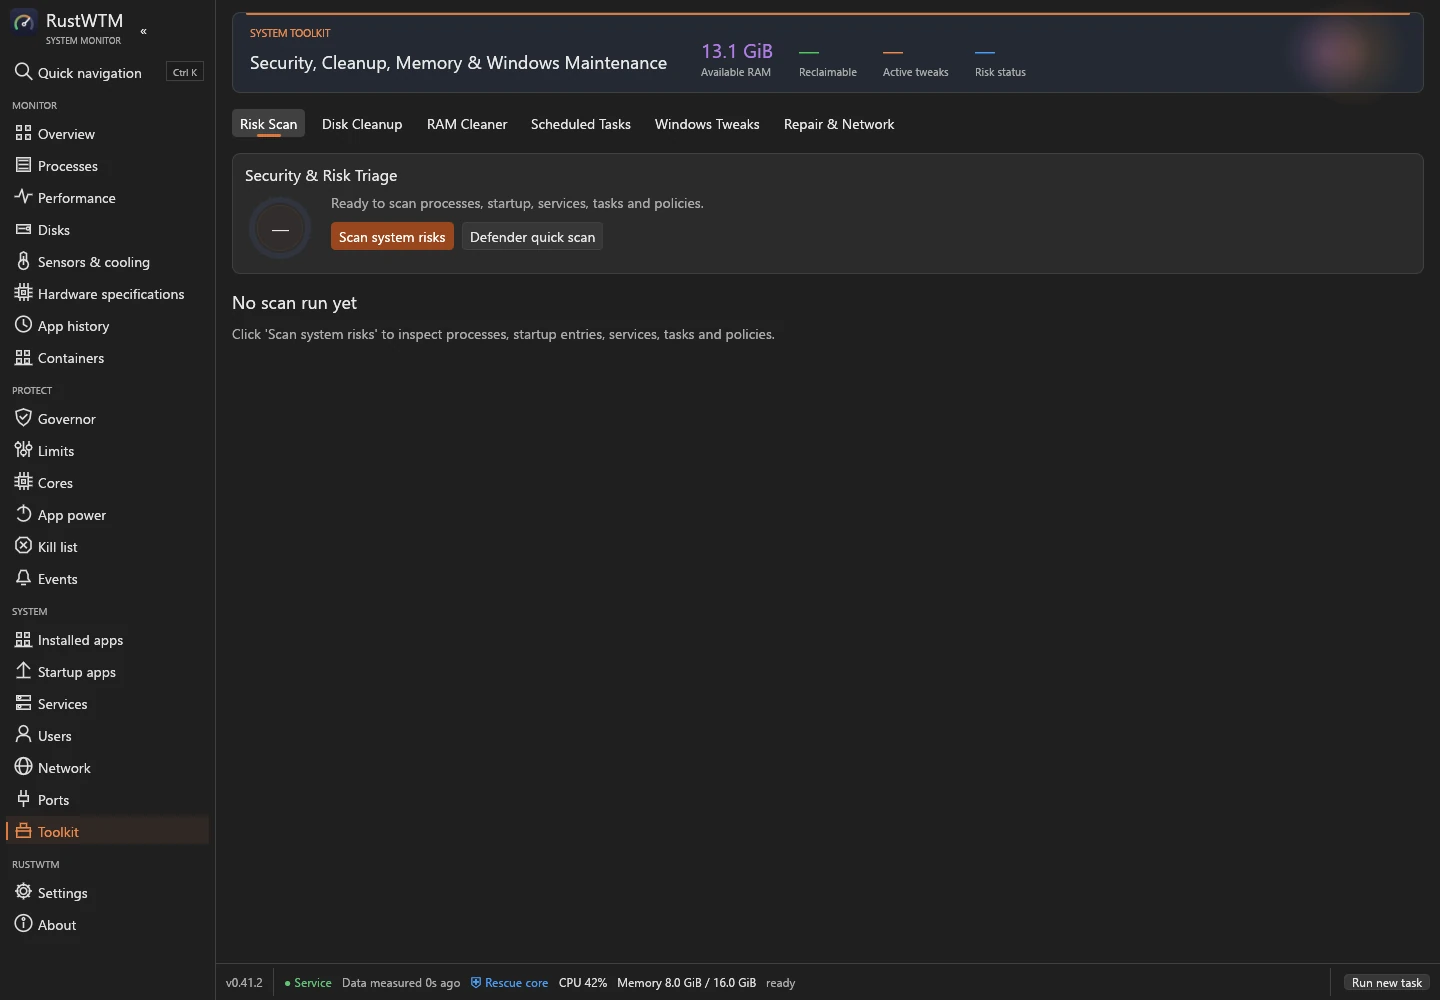 RustWTM
SYSTEM MONITOR
«
Quick navigation
Ctrl K
MONITOR
Overview
Processes
Performance
Disks
Sensors & cooling
Hardware specifications
App history
Containers
PROTECT
Governor
Limits
Cores
App power
Kill list
Events
SYSTEM
Installed apps
Startup apps
Services
Users
Network
Ports
Toolkit
RUSTWTM
Settings
About
SYSTEM TOOLKIT
Security, Cleanup, Memory & Windows Maintenance
13.1 GiB
Available RAM
—
Reclaimable
—
Active tweaks
—
Risk status
Risk Scan
Disk Cleanup
RAM Cleaner
Scheduled Tasks
Windows Tweaks
Repair & Network
Security & Risk Triage
—
Ready to scan processes, startup, services, tasks and policies.
Scan system risks
Defender quick scan
No scan run yet
Click 'Scan system risks' to inspect processes, startup entries, services, tasks and policies.
v0.41.2
● Service
Data measured 0s ago
Rescue core
CPU 42%
Memory 8.0 GiB / 16.0 GiB
ready
Run new task